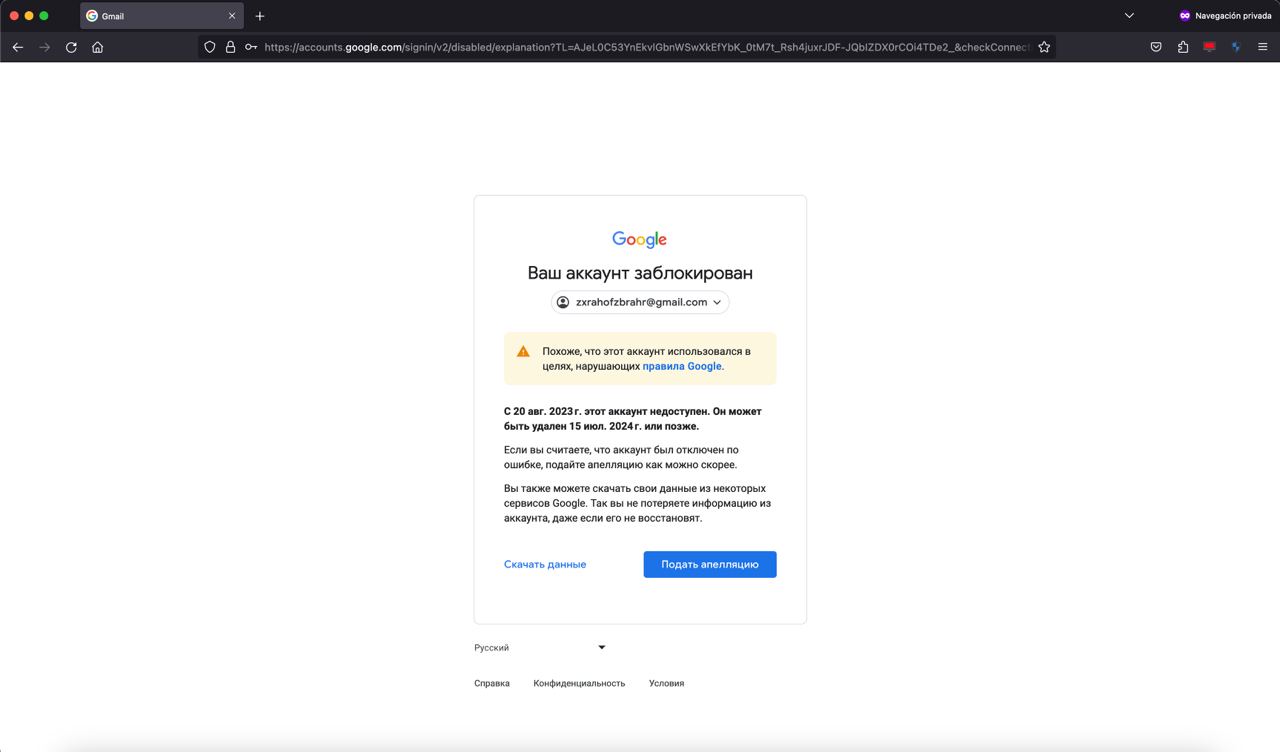 Gmail
Navegación privada
https://accounts.google.com/signin/v2/disabled/explanation?TL=AJeL0C53YnEkvlGbnWSwXkEfYbK_0tM7t_Rsh4juxrJDF-JQbIZDX0rCOi4TDe2_&checkConnect
Google
Ваш аккаунт заблокирован
zxrahofzbrahr@gmail.com
Похоже, что этот аккаунт использовался в
целях, нарушающих правила Google.
С 20 авг. 2023 г. этот аккаунт недоступен. Он может
быть удален 15 июл. 2024 г. или позже.
Если вы считаете, что аккаунт был отключен по
ошибке, подайте апелляцию как можно скорее.
Вы также можете скачать свои данные из некоторых
сервисов Google. Так вы не потеряете информацию из
аккаунта, даже если его не восстановят.
Скачать данные
Подать апелляцию
Русский
Справка Конфиденциальность Условия